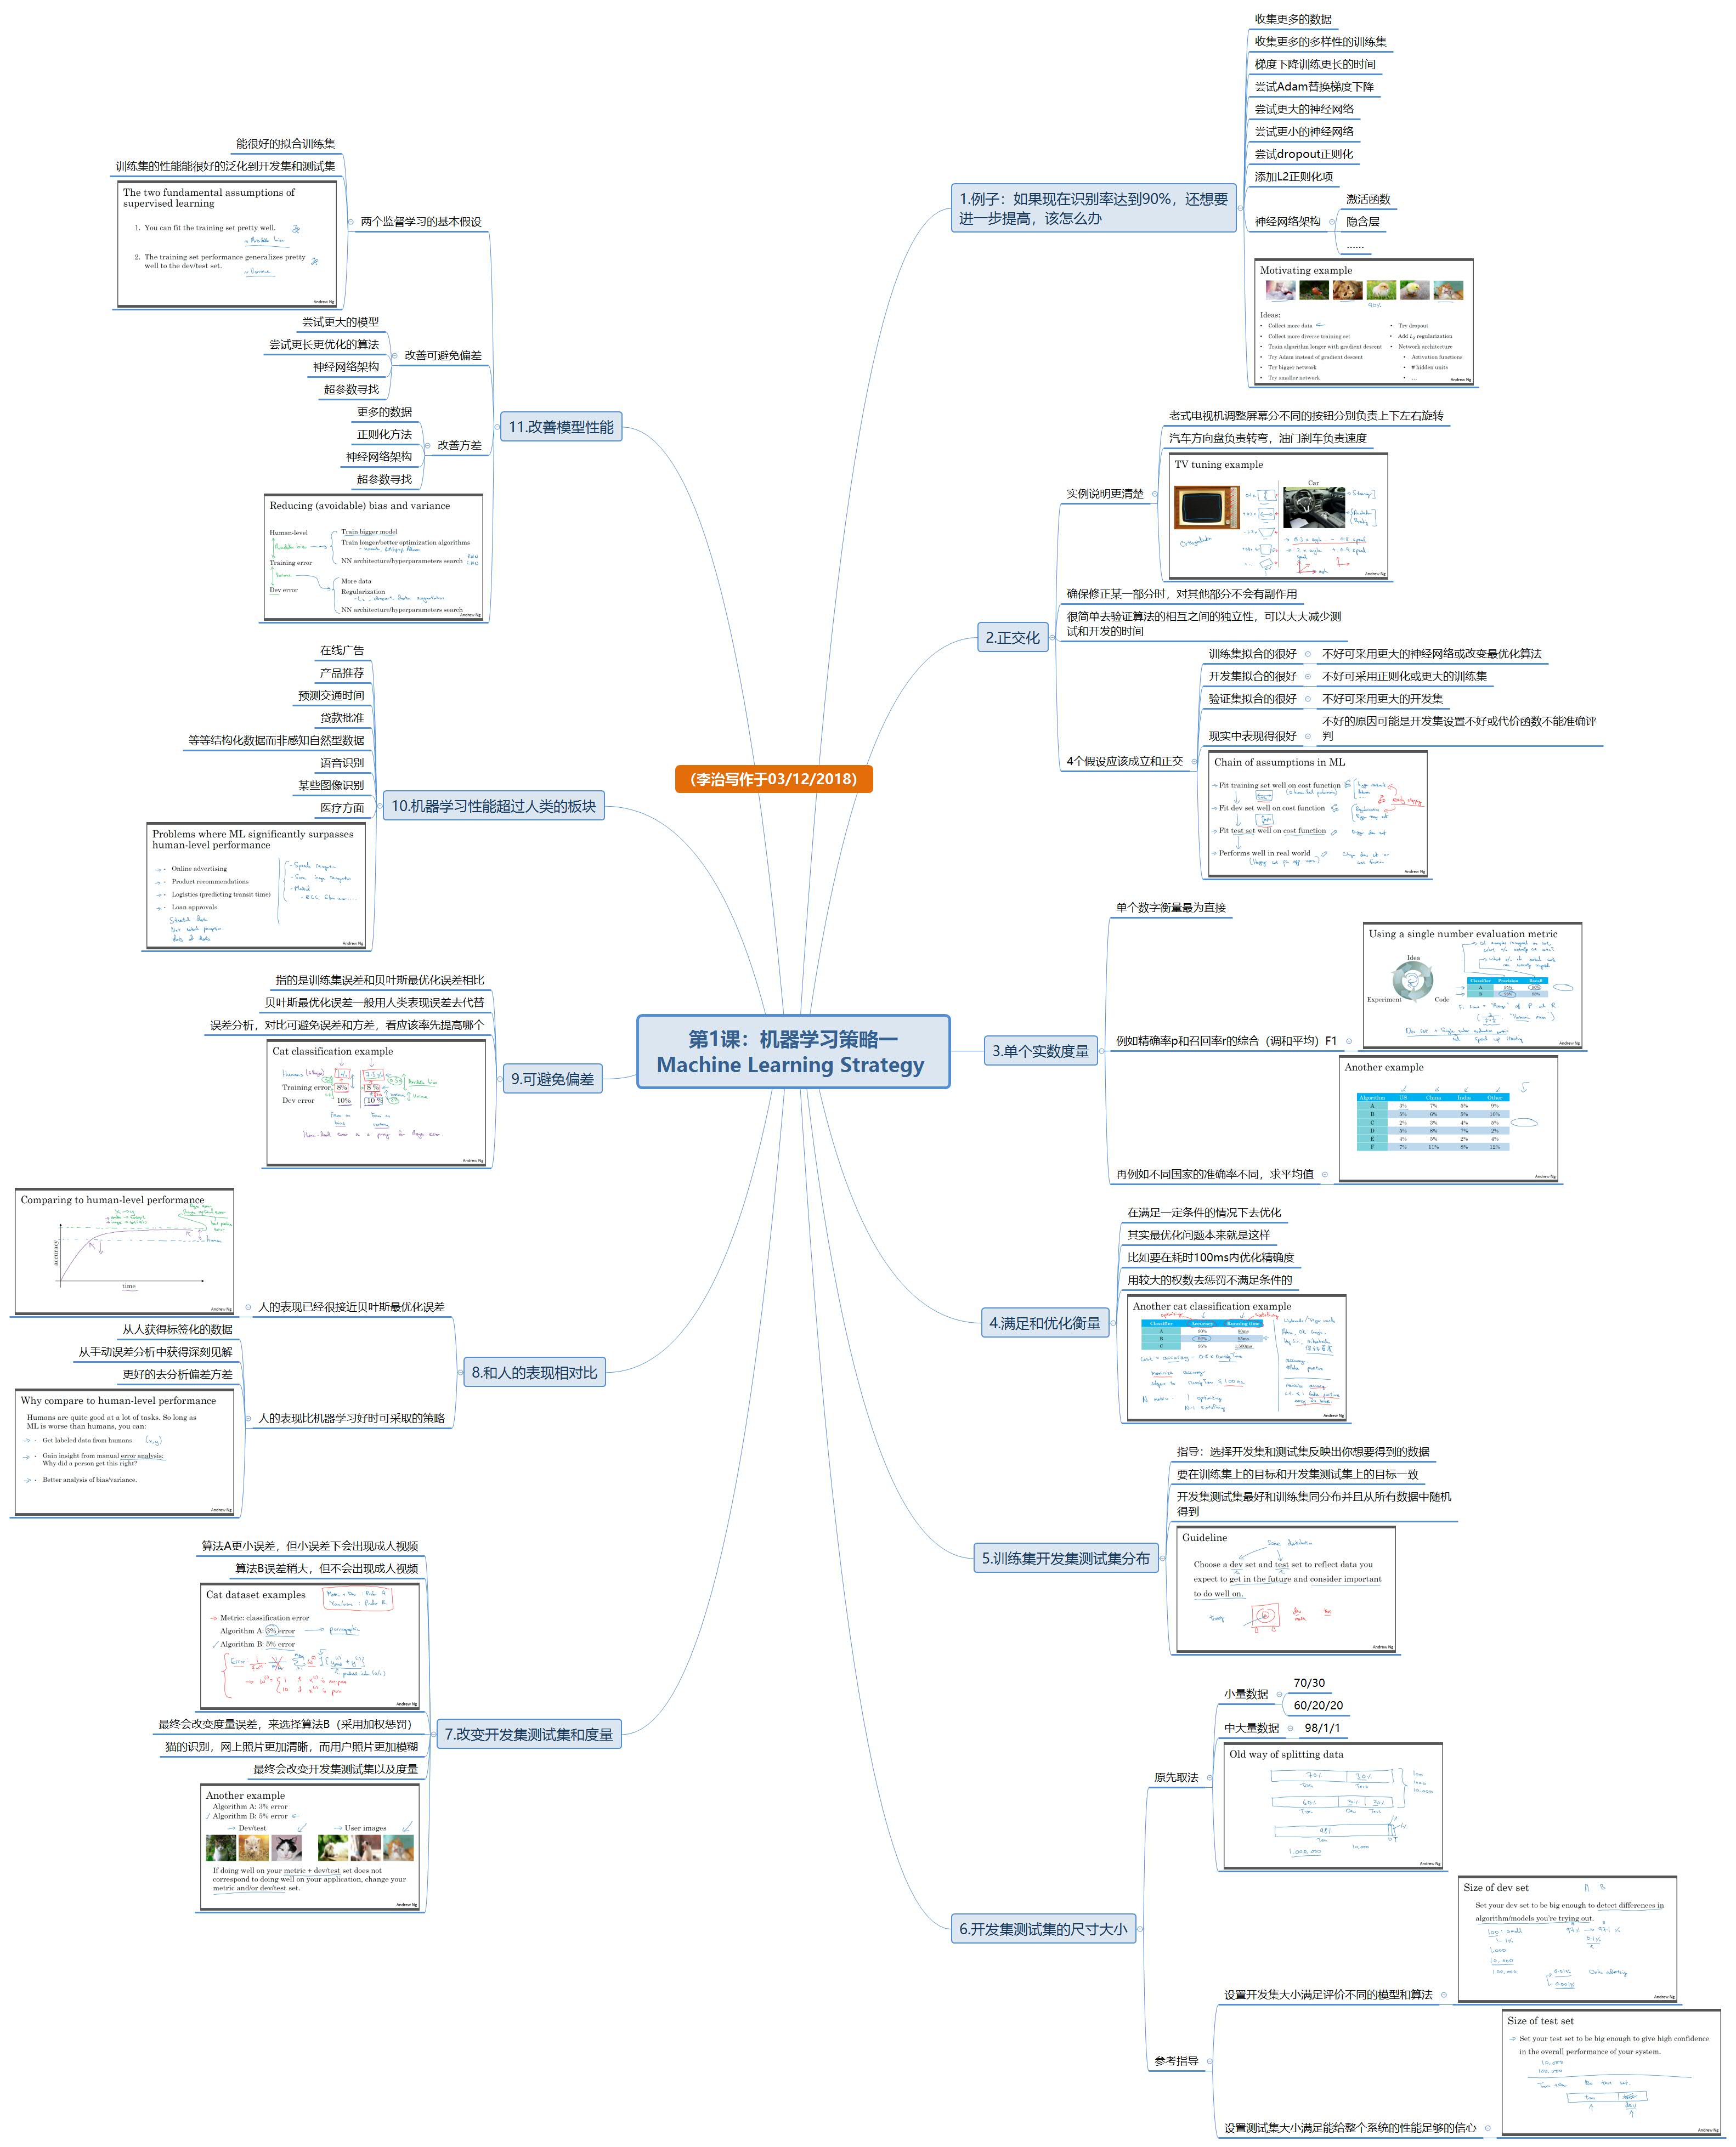 第1课：机器学习策略一
Machine Learning Strategy
（李治写作于03/12/2018）
1.例子：如果现在识别率达到90%，还想要
进一步提高，该怎么办
收集更多的数据
收集更多的多样性的训练集
梯度下降训练更长的时间
尝试Adam替换梯度下降
尝试更大的神经网络
尝试更小的神经网络
尝试dropout正则化
添加L2正则化项
神经网络架构
激活函数
隐含层
......
Motivating example
90%
Ideas:
• Collect more data
• Collect more diverse training set
• Train algorithm longer with gradient descent
• Try Adam instead of gradient descent
• Try bigger network
• Try smaller network
• Try dropout
• Add L2 regularization
• Network architecture
• Activation functions
• # hidden units
• ...
Andrew Ng
2.正交化
实例说明更清楚
老式电视机调整屏幕分不同的按钮分别负责上下左右旋转
汽车方向盘负责转弯，油门刹车负责速度
TV tuning example
Car
Andrew Ng
确保修正某一部分时，对其他部分不会有副作用
很简单去验证算法的相互之间的独立性，可以大大减少测
试和开发的时间
4个假设应该成立和正交
训练集拟合的很好
不好可采用更大的神经网络或改变最优化算法
开发集拟合的很好
不好可采用正则化或更大的训练集
验证集拟合的很好
不好可采用更大的开发集
现实中表现得很好
不好的原因可能是开发集设置不好或代价函数不能准确评
判
Chain of assumptions in ML
Fit training set well on cost function
Fit dev set well on cost function
Fit test set well on cost function
Performs well in real world
Andrew Ng
3.单个实数度量
单个数字衡量最为直接
例如精确率p和召回率r的综合（调和平均）F1
Using a single number evaluation metric
Idea
Experiment
Code
Classifier Precision Recall
A 95% 90%
B 98% 85%
Andrew Ng
再例如不同国家的准确率不同，求平均值
Another example
Algorithm US China India Other
A 3% 7% 5% 9%
B 5% 6% 5% 10%
C 2% 3% 4% 5%
D 5% 8% 7% 2%
E 4% 5% 2% 4%
F 7% 11% 8% 12%
Andrew Ng
4.满足和优化衡量
在满足一定条件的情况下去优化
其实最优化问题本来就是这样
比如要在耗时100ms内优化精确度
用较大的权数去惩罚不满足条件的
Another cat classification example
Classifier Accuracy Running time
A 90% 80ms
B 92% 95ms
C 95% 1,500ms
Andrew Ng
5.训练集开发集测试集分布
指导：选择开发集和测试集反映出你想要得到的数据
要在训练集上的目标和开发集测试集上的目标一致
开发集测试集最好和训练集同分布并且从所有数据中随机
得到
Guideline
Choose a dev set and test set to reflect data you
expect to get in the future and consider important
to do well on.
Andrew Ng
6.开发集测试集的尺寸大小
原先取法
小量数据
70/30
60/20/20
中大量数据
98/1/1
Old way of splitting data
Andrew Ng
参考指导
设置开发集大小满足评价不同的模型和算法
Size of dev set
Set your dev set to be big enough to detect differences in
algorithm/models you're trying out.
Andrew Ng
设置测试集大小满足能给整个系统的性能足够的信心
Size of test set
Set your test set to be big enough to give high confidence
in the overall performance of your system.
Andrew Ng
7.改变开发集测试集和度量
算法A更小误差，但小误差下会出现成人视频
算法B误差稍大，但不会出现成人视频
Cat dataset examples
Metric: classification error
Algorithm A: 3% error
Algorithm B: 5% error
Andrew Ng
最终会改变度量误差，来选择算法B（采用加权惩罚）
猫的识别，网上照片更加清晰，而用户照片更加模糊
最终会改变开发集测试集以及度量
Another example
Algorithm A: 3% error
Algorithm B: 5% error
Dev/test
User images
If doing well on your metric + dev/test set does not
correspond to doing well on your application, change your
metric and/or dev/test set.
Andrew Ng
8.和人的表现相对比
人的表现已经很接近贝叶斯最优化误差
Comparing to human-level performance
accuracy
time
Andrew Ng
人的表现比机器学习好时可采取的策略
从人获得标签化的数据
从手动误差分析中获得深刻见解
更好的去分析偏差方差
Why compare to human-level performance
Humans are quite good at a lot of tasks. So long as
ML is worse than humans, you can:
• Get labeled data from humans. (x,y)
• Gain insight from manual error analysis:
Why did a person get this right?
• Better analysis of bias/variance.
Andrew Ng
9.可避免偏差
指的是训练集误差和贝叶斯最优化误差相比
贝叶斯最优化误差一般用人类表现误差去代替
误差分析，对比可避免误差和方差，看应该率先提高哪个
Cat classification example
Training error 8% 8%
Dev error 10% 10%
Andrew Ng
10.机器学习性能超过人类的板块
在线广告
产品推荐
预测交通时间
贷款批准
等等结构化数据而非感知自然型数据
语音识别
某些图像识别
医疗方面
Problems where ML significantly surpasses
human-level performance
• Online advertising
• Product recommendations
• Logistics (predicting transit time)
• Loan approvals
Andrew Ng
11.改善模型性能
两个监督学习的基本假设
能很好的拟合训练集
训练集的性能能很好的泛化到开发集和测试集
The two fundamental assumptions of
supervised learning
1. You can fit the training set pretty well.
2. The training set performance generalizes pretty
well to the dev/test set.
Andrew Ng
改善可避免偏差
尝试更大的模型
尝试更长更优化的算法
神经网络架构
超参数寻找
改善方差
更多的数据
正则化方法
神经网络架构
超参数寻找
Reducing (avoidable) bias and variance
Human-level
Training error
Dev error
Train bigger model
Train longer/better optimization algorithms
NN architecture/hyperparameters search
More data
Regularization
NN architecture/hyperparameters search
Andrew Ng